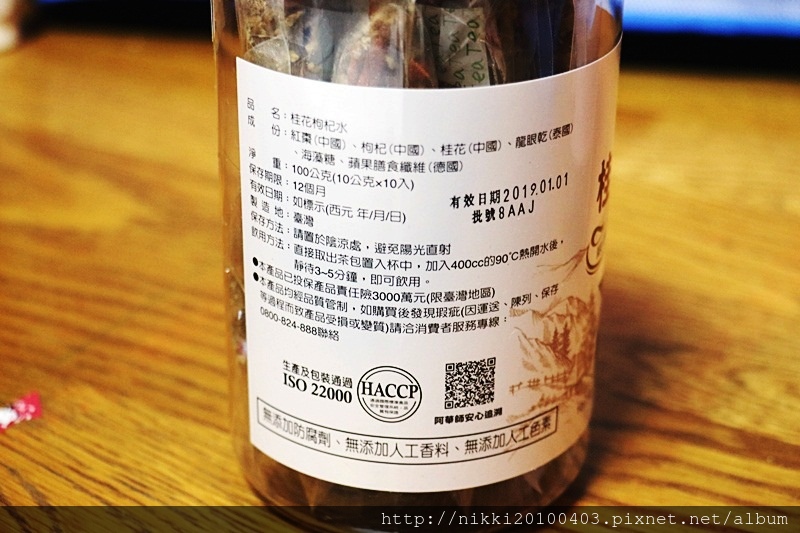 品　名：桂花枸杞水
成　份：紅棗(中國)、枸杞(中國)、桂花(中國)、龍眼乾(泰國)
、海藻糖、蘋果膳食纖維(德國)
淨　重：100公克(10公克×10入)
保存期限：12個月
有效日期：如標示(西元 年/月/日)
有效日期2019.01.01
批號8AAJ
製 造 地：臺灣
保存方法：請置於陰涼處，避免陽光直射
飲用方法：直接取出茶包置入杯中，加入400cc的90℃熱開水後，
靜待3~5分鐘，即可飲用。
●本產品已投保產品責任險3000萬元(限臺灣地區)
●本產品均經品質管制，如購買後發現瑕疵(因運送、陳列、保存
等過程而致產品受損或變質)請洽消費者服務專線：
0800-824-888聯絡
生產及包裝通過
ISO 22000
HACCP
阿華師安心追溯
無添加防腐劑、無添加人工香料、無添加人工色素
桂
Tea Tea
http://nikki20100403.pixnet.net/album